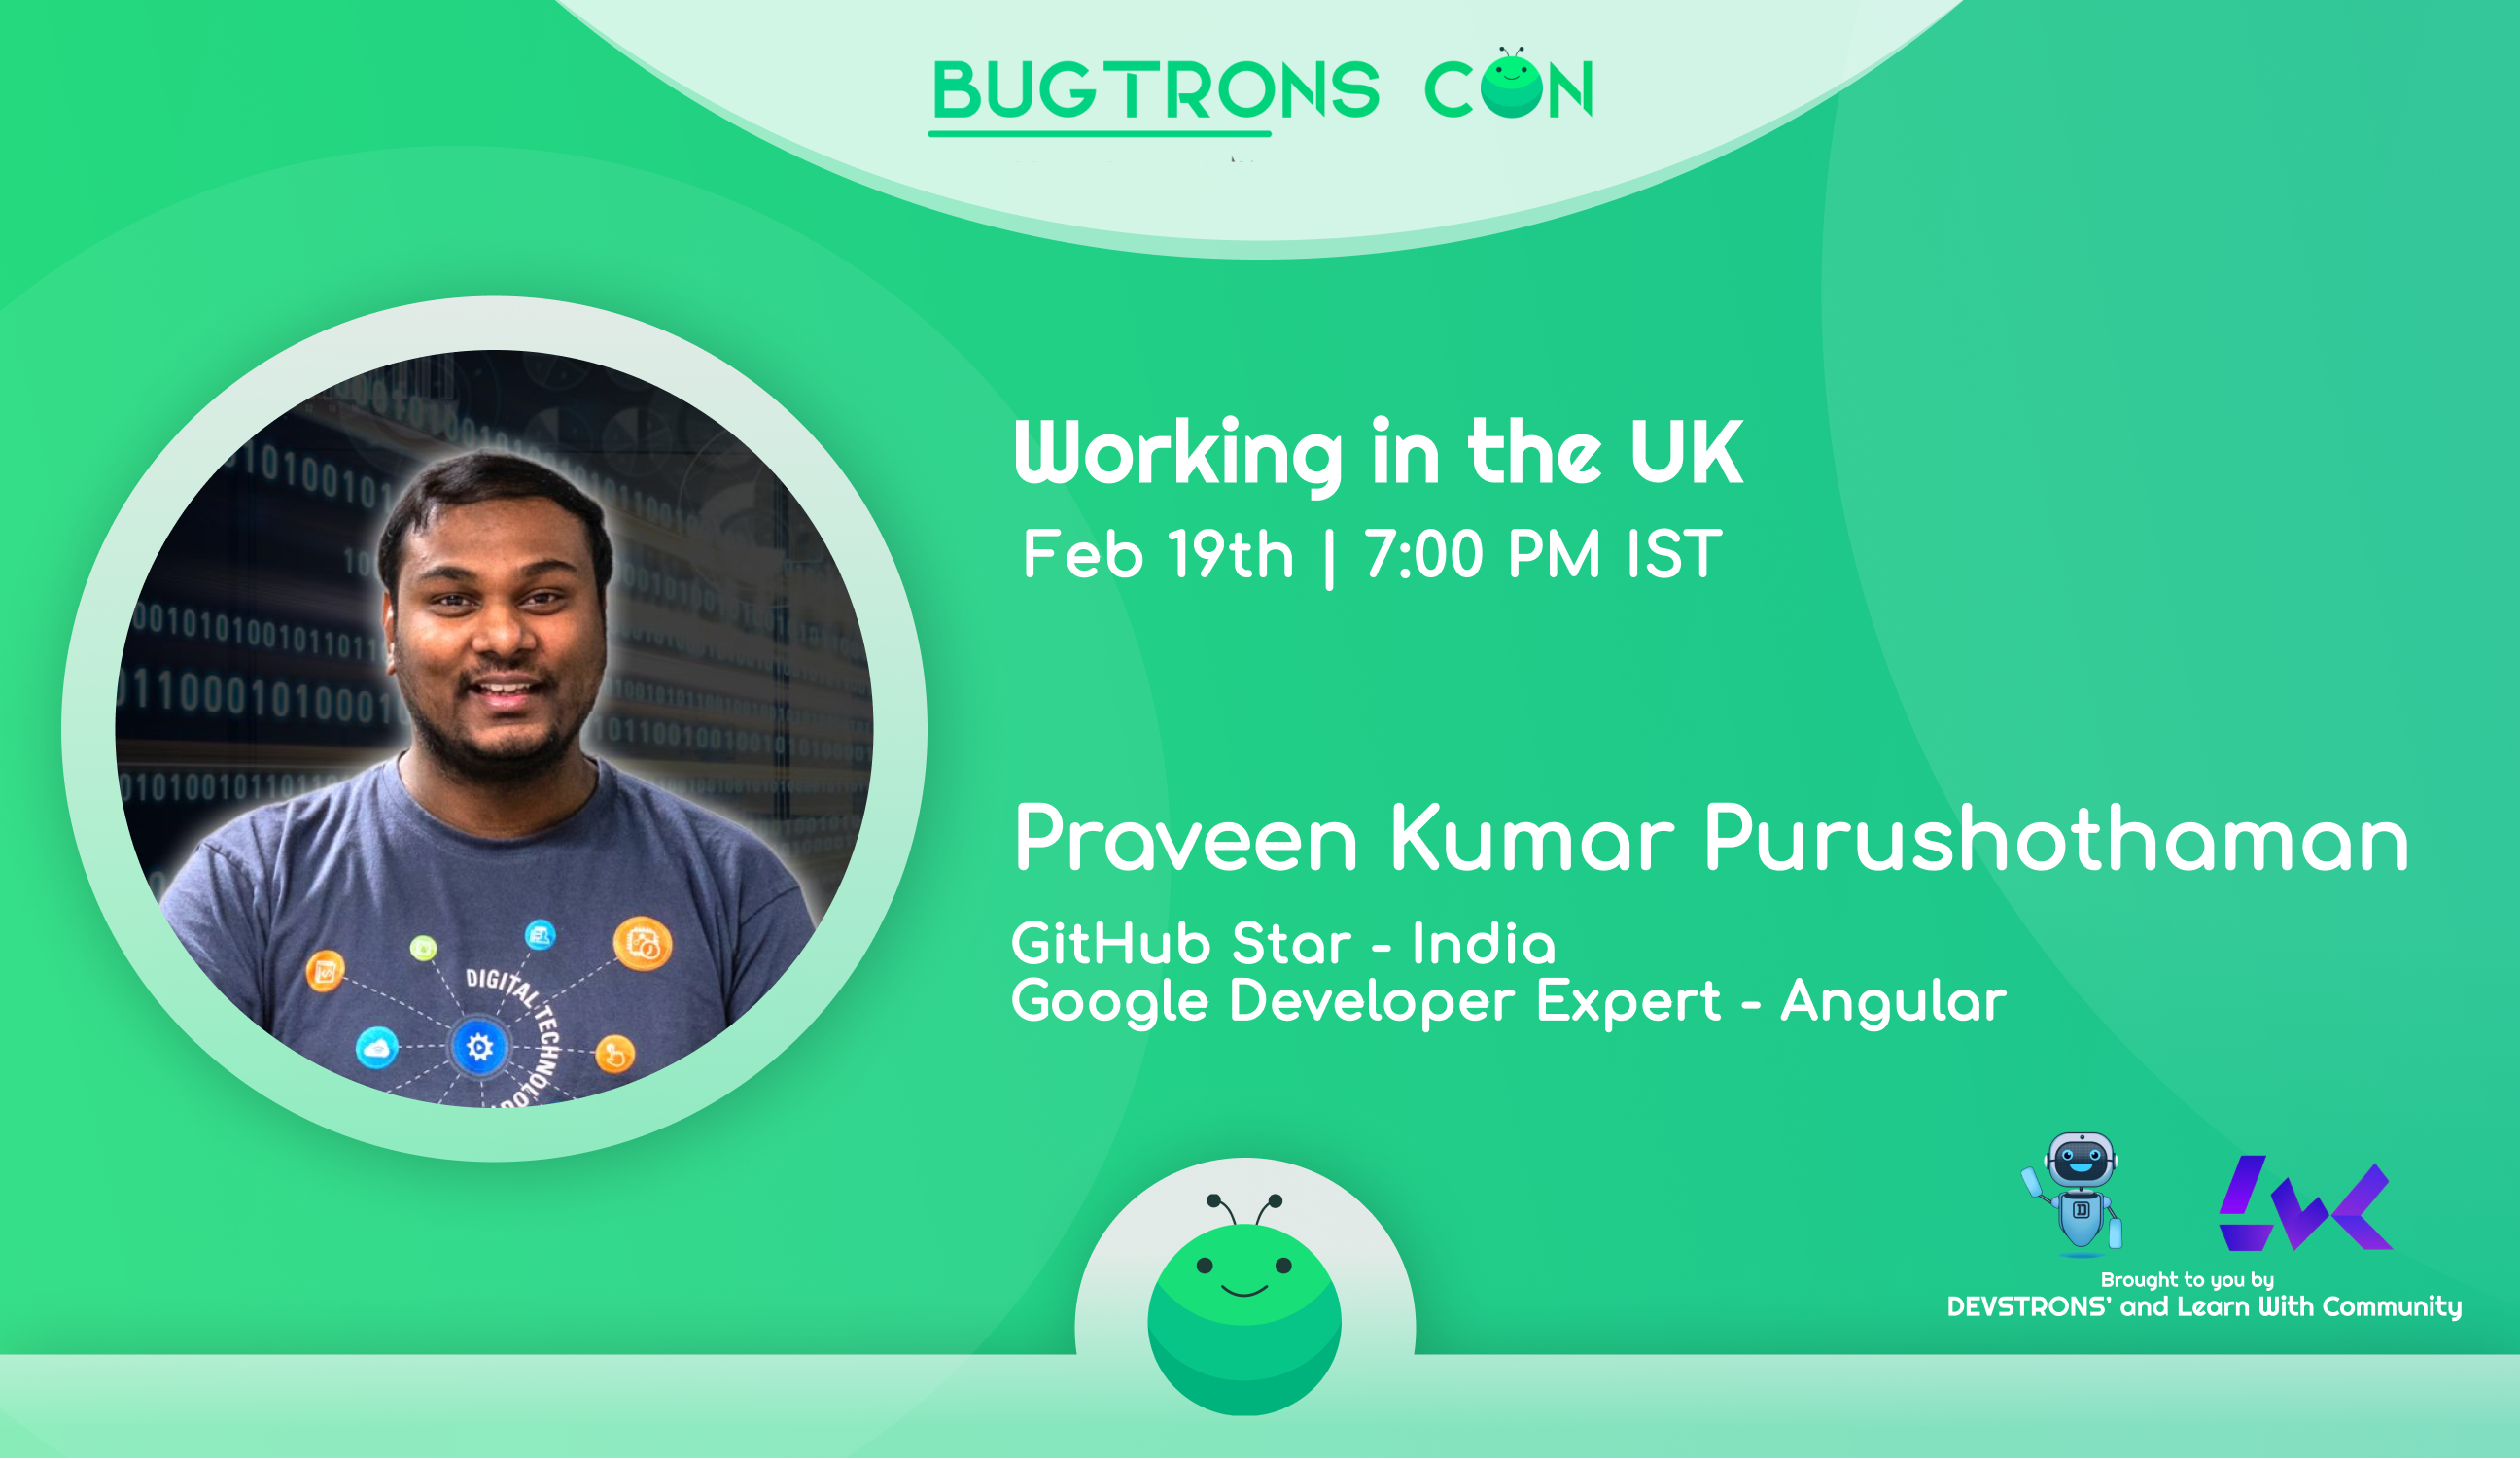 BUGTRONS CON
Working in the UK
Feb 19th | 7:00 PM IST
Praveen Kumar Purushothaman
GitHub Star - India
Google Developer Expert - Angular
DIGITAL
D
Brought to you by
DEVSTRONS' and Learn With Community